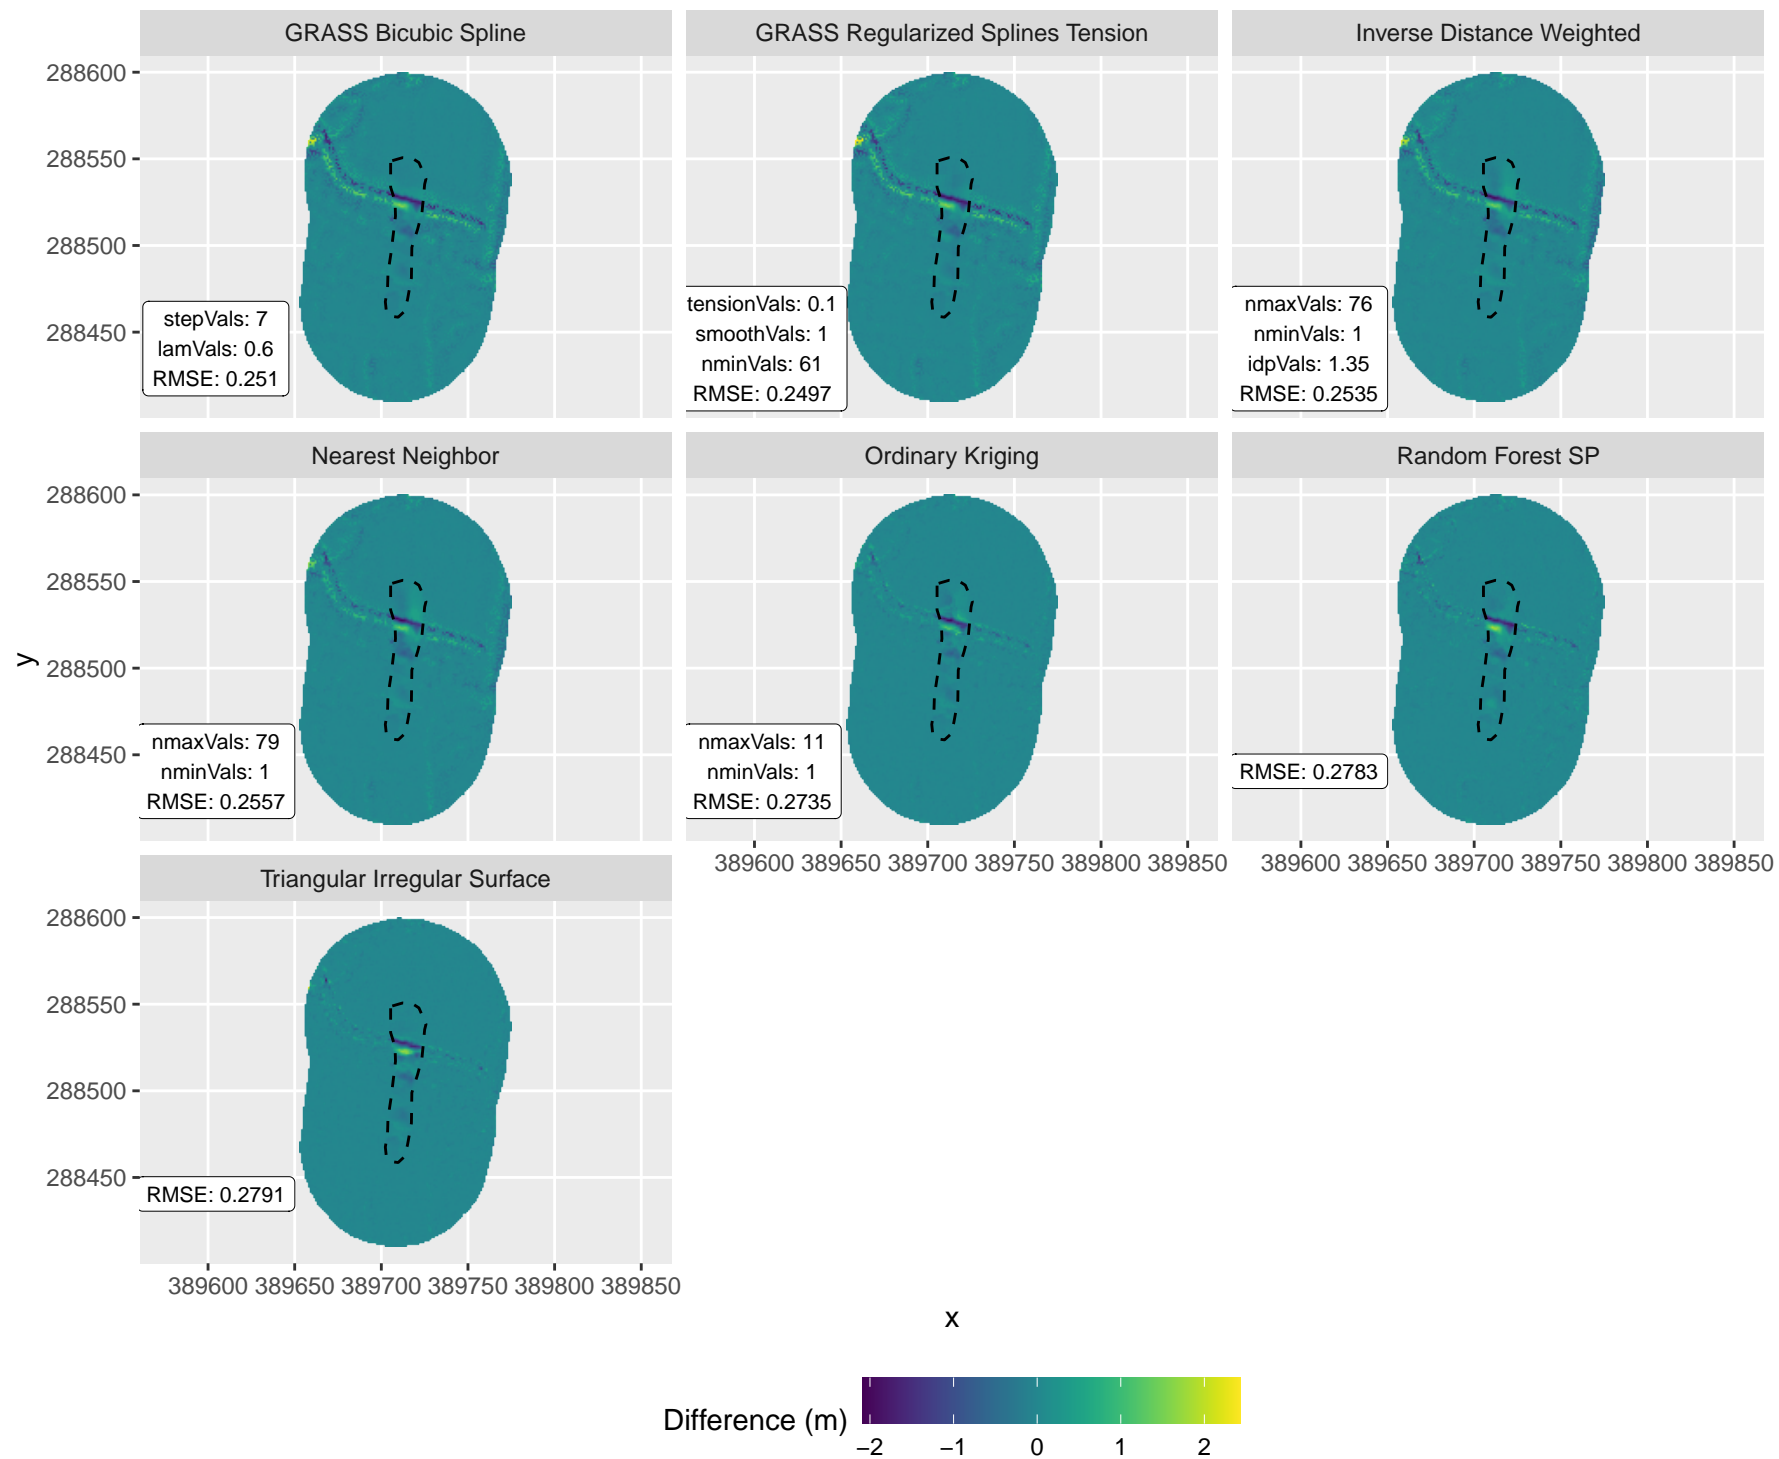 GRASS Bicubic Spline
GRASS Regularized Splines Tension
Inverse Distance Weighted
288600
288550
288500
288450
stepVals: 7
lamVals: 0.6
RMSE: 0.251
tensionVals: 0.1
smoothVals: 1
nminVals: 61
RMSE: 0.2497
nmaxVals: 76
nminVals: 1
idpVals: 1.35
RMSE: 0.2535
Nearest Neighbor
Ordinary Kriging
Random Forest SP
288600
288550
288500
288450
y
nmaxVals: 79
nminVals: 1
RMSE: 0.2557
nmaxVals: 11
nminVals: 1
RMSE: 0.2735
RMSE: 0.2783
389600 389650 389700 389750 389800 389850
389600 389650 389700 389750 389800 389850
Triangular Irregular Surface
288600
288550
288500
288450
RMSE: 0.2791
389600 389650 389700 389750 389800 389850
x
Difference (m)
−2 −1 0 1 2